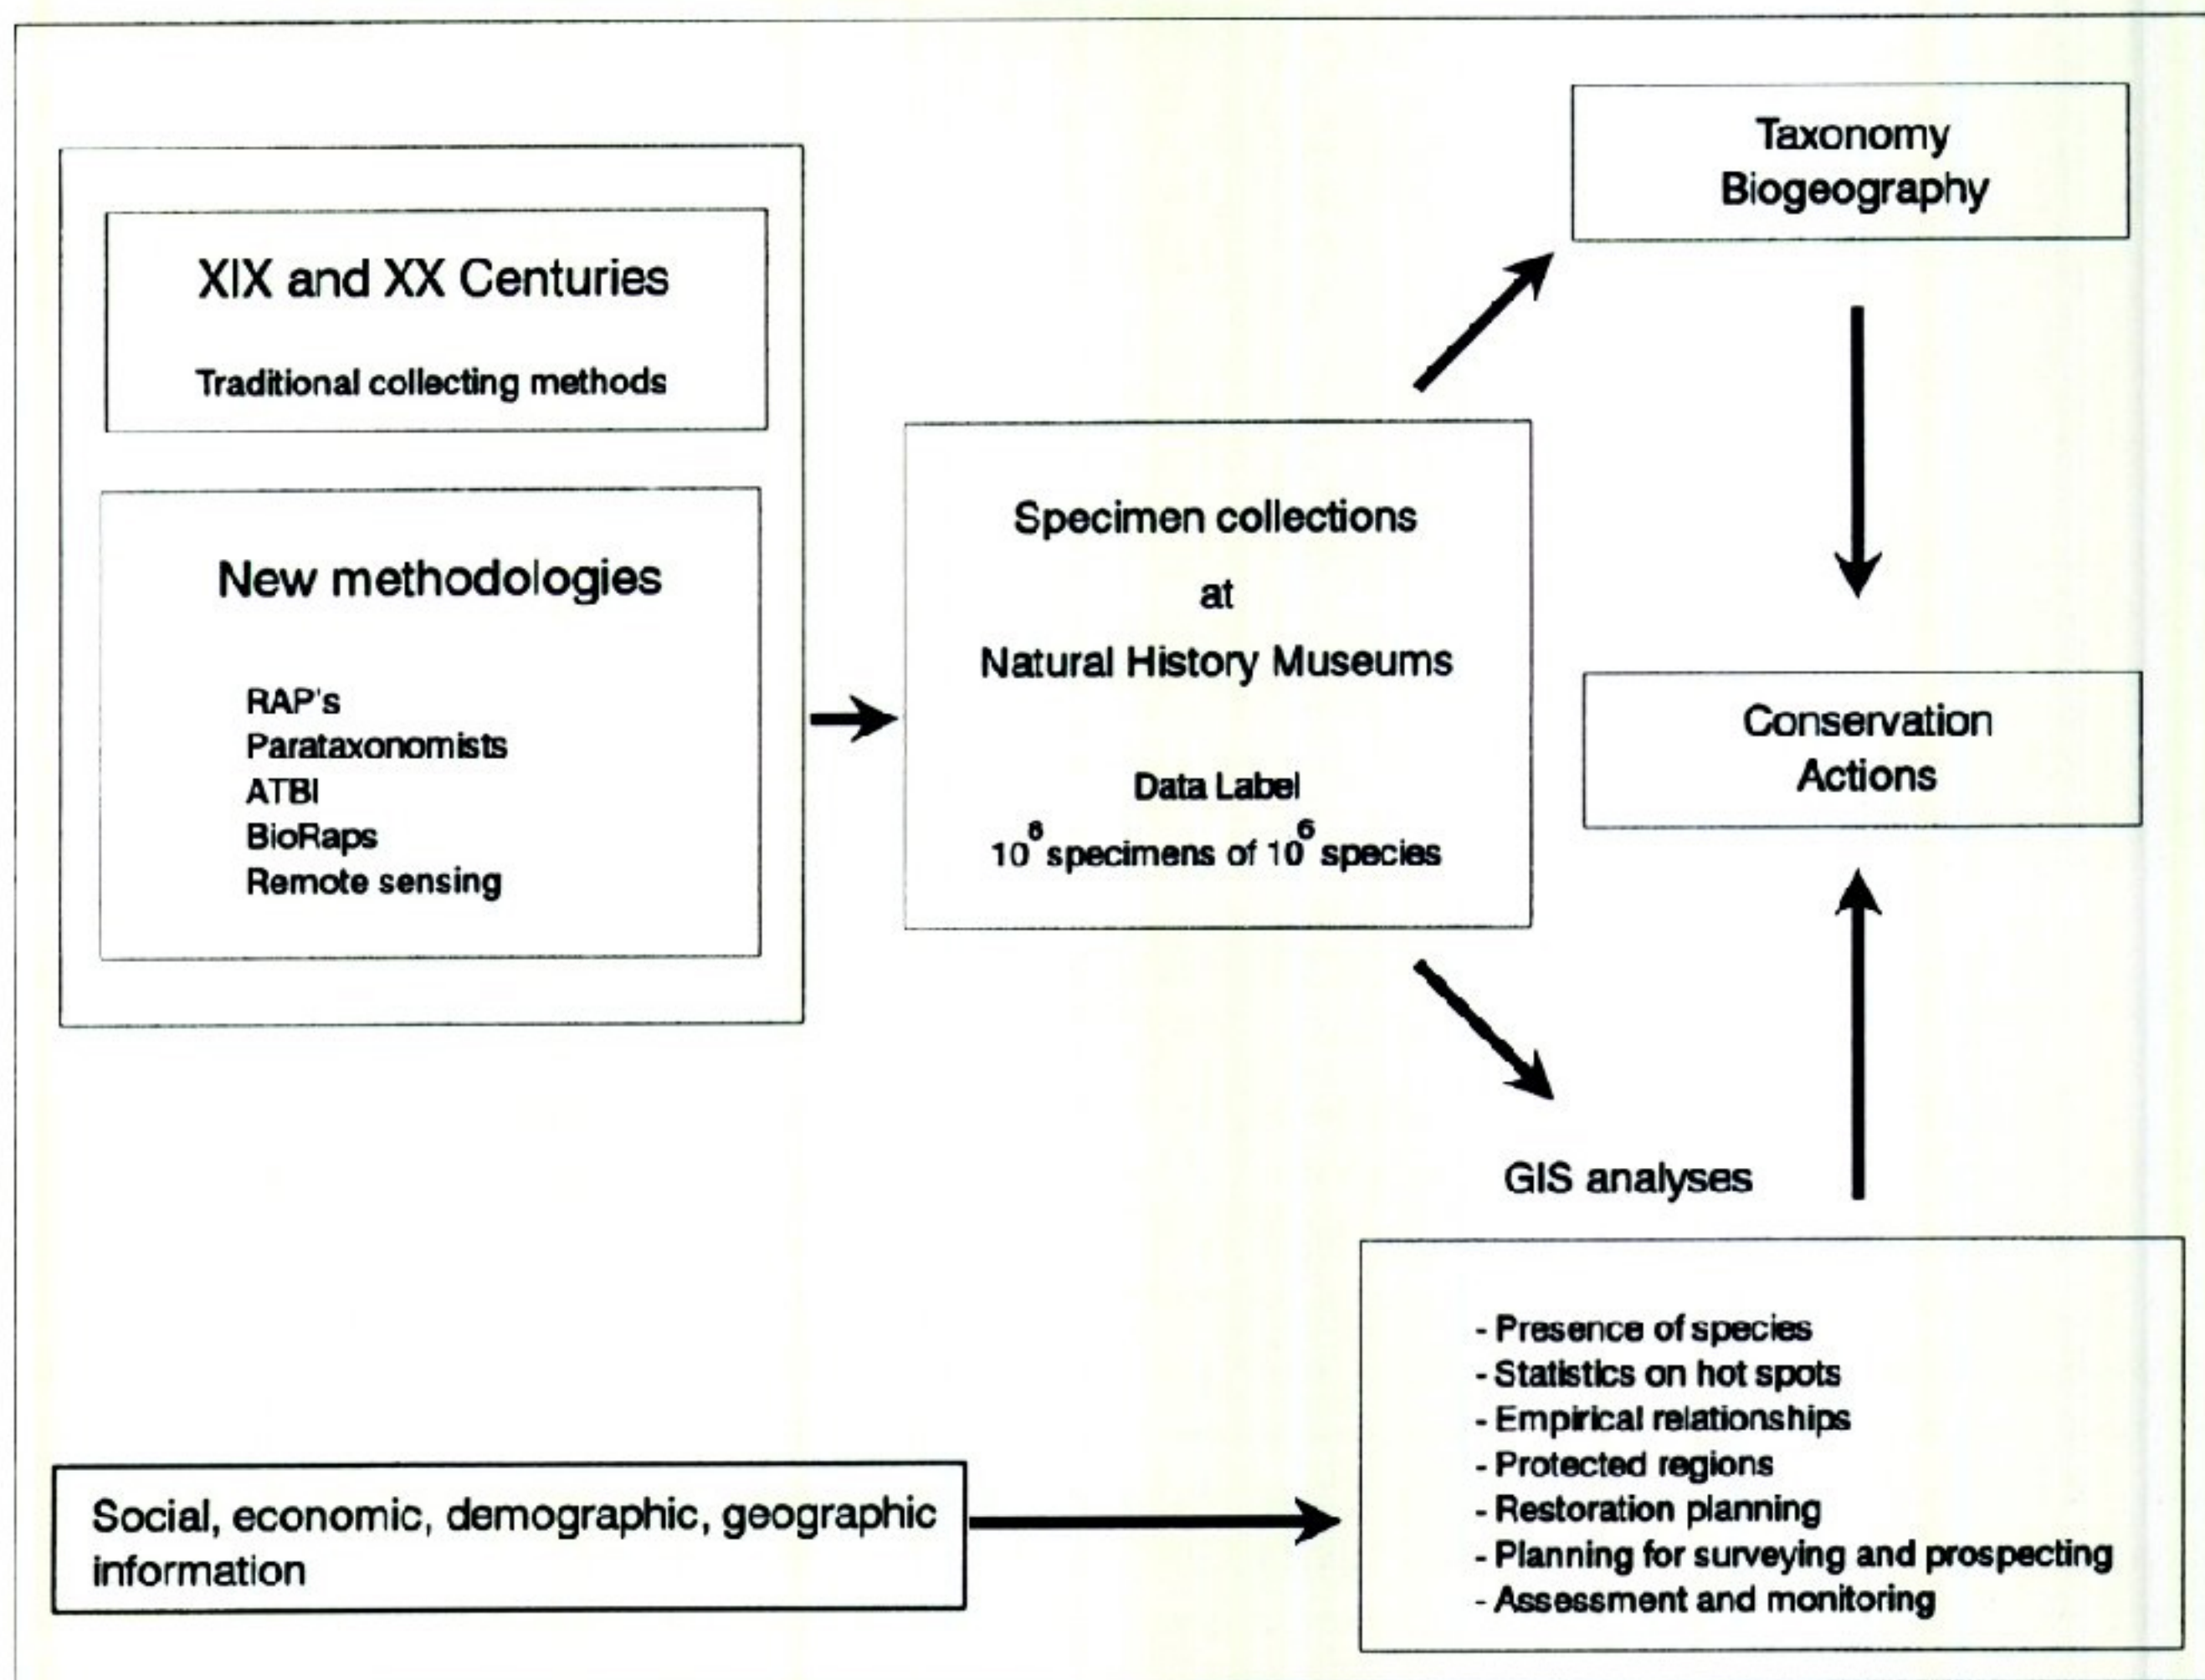 XIX and XX Centuries
Traditional collecting methods
New methodologies
RAP's
Parataxonomists
ATBI
BioRaps
Remote sensing
Specimen collections
at
Natural History Museums
Data Label
10⁸ specimens of 10⁶ species
Taxonomy
Biogeography
Conservation
Actions
GIS analyses
- Presence of species
- Statistics on hot spots
- Empirical relationships
- Protected regions
- Restoration planning
- Planning for surveying and prospecting
- Assessment and monitoring
Social, economic, demographic, geographic
information